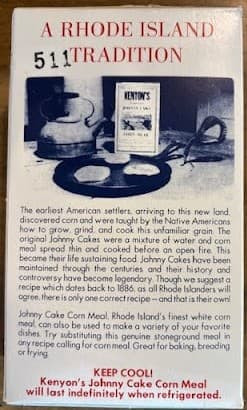 A RHODE ISLAND
511
TRADITION
KENYON'S
JOHNNY CAKE
CORN MEAL
The earliest American settlers, arriving to this new land,
discovered corn and were taught by the Native Americans
how to grow, grind, and cook this unfamiliar grain. The
original Johnny Cakes were a mixture of water and corn
meal spread thin and cooked before an open fire. This
became their life sustaining food. Johnny Cakes have been
maintained through the centuries and their history and
controversy have become legendary. Though we suggest a
recipe which dates back to 1886, as all Rhode Islanders will
agree, there is only one correct recipe — and that is their own!
Johnny Cake Corn Meal, Rhode Island's finest white corn
meal, can also be used to make a variety of your favorite
dishes. Try substituting this genuine stoneground meal in
any recipe calling for corn meal. Great for baking, breading
or frying.
KEEP COOL!
Kenyon's Johnny Cake Corn Meal
will last indefinitely when refrigerated.